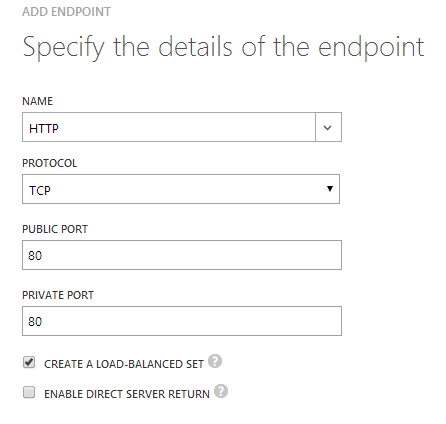 ADD ENDPOINT
Specify the details of the endpoint
NAME
HTTP
PROTOCOL
TCP
PUBLIC PORT
80
PRIVATE PORT
80
CREATE A LOAD-BALANCED SET ?
ENABLE DIRECT SERVER RETURN ?